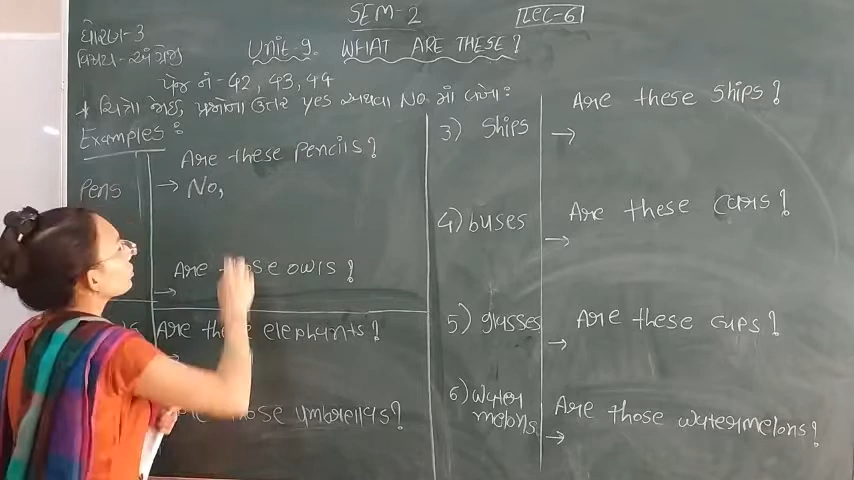 SEM-2
LEC-6
ધોરણ-3
વિષય-અંગ્રેજી
Unit-9. WHAT ARE THESE?
પેજ નં-42, 43, 44
* ચિત્રો જોઈ, પ્રશ્નોના ઉત્તર yes અથવા No માં લખો:
Examples:
Pens
Are these Pencils?
→ No,
Are those owls?
→
Are these elephants?
those umbrellas?
3) Ships
Are these Ships?
→
4) buses
Are these cars?
→
5) glasses
Are these cups?
→
6) water
melons
Are those watermelons?
→